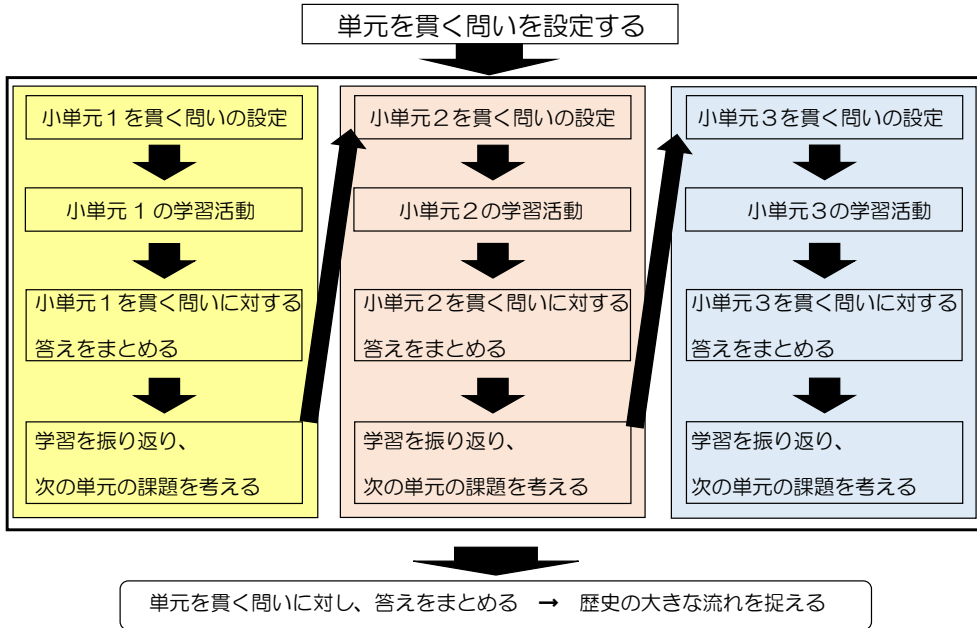 単元を貫く問いを設定する
小単元1を貫く問いの設定
小単元1の学習活動
小単元1を貫く問いに対する
答えをまとめる
学習を振り返り、
次の単元の課題を考える
小単元2を貫く問いの設定
小単元2の学習活動
小単元2を貫く問いに対する
答えをまとめる
学習を振り返り、
次の単元の課題を考える
小単元3を貫く問いの設定
小単元3の学習活動
小単元3を貫く問いに対する
答えをまとめる
学習を振り返り、
次の単元の課題を考える
単元を貫く問いに対し、答えをまとめる → 歴史の大きな流れを捉える